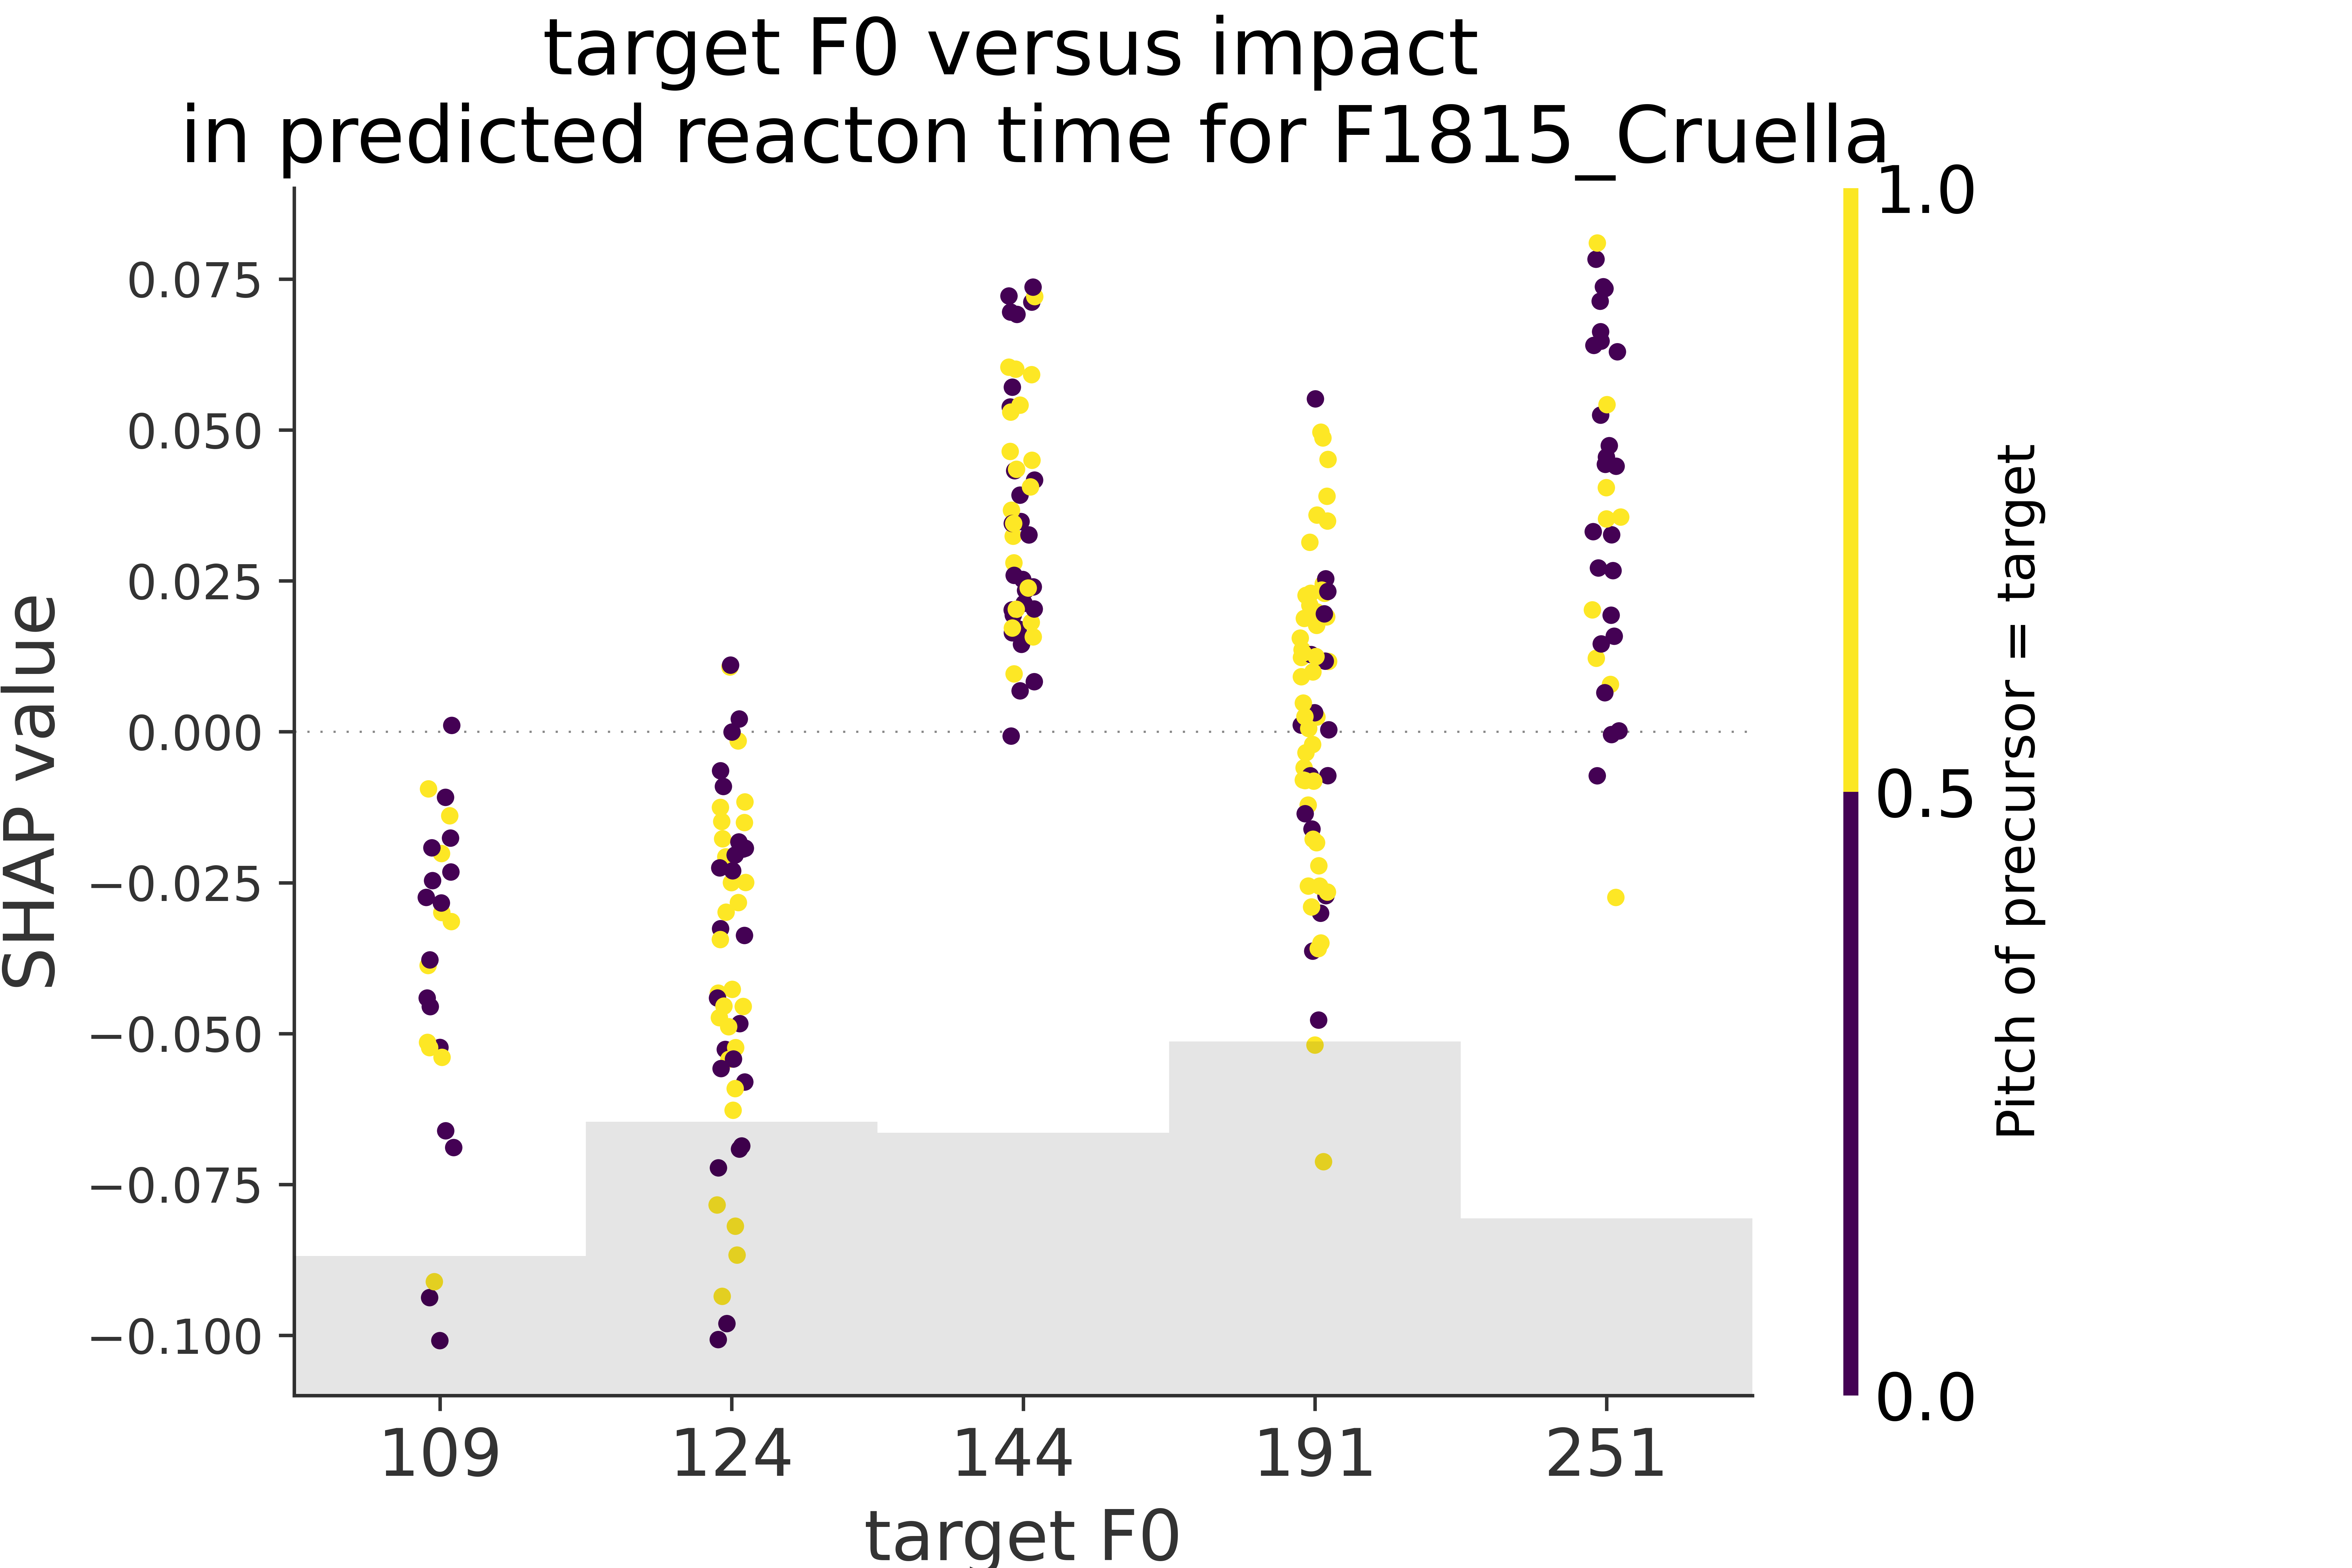 target F0 versus impact
in predicted reacton time for F1815_Cruella
0.075
0.050
0.025
0.000
−0.025
−0.050
−0.075
−0.100
SHAP value
109 124 144 191 251
target F0
1.0
0.5
0.0
Pitch of precursor = target